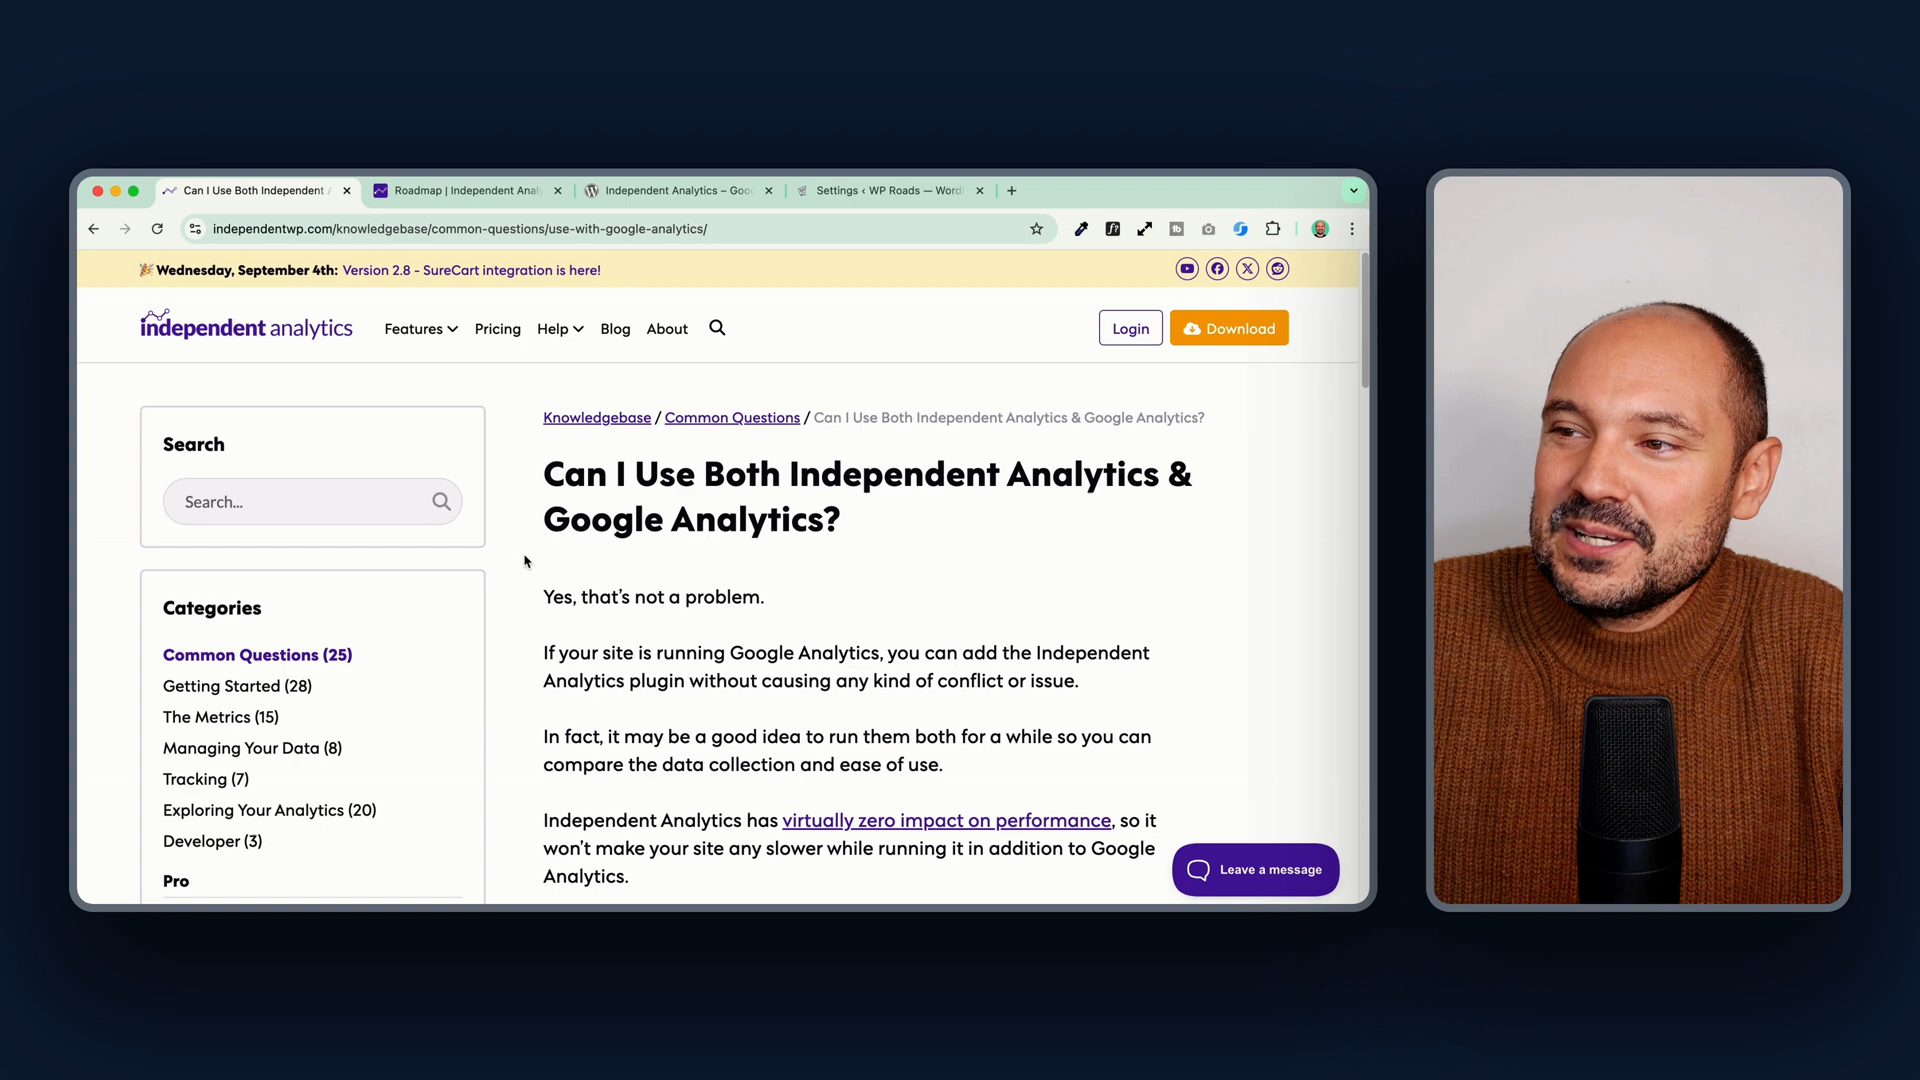 Can I Use Both Independent A
Roadmap | Independent Analy
Independent Analytics – Goog
Settings ‹ WP Roads — Word
independentwp.com/knowledgebase/common-questions/use-with-google-analytics/
Wednesday, September 4th: Version 2.8 - SureCart integration is here!
independent analytics
Features
Pricing
Help
Blog
About
Login
Download
Search
Search...
Categories
Common Questions (25)
Getting Started (28)
The Metrics (15)
Managing Your Data (8)
Tracking (7)
Exploring Your Analytics (20)
Developer (3)
Pro
Knowledgebase / Common Questions / Can I Use Both Independent Analytics & Google Analytics?
Can I Use Both Independent Analytics &
Google Analytics?
Yes, that’s not a problem.
If your site is running Google Analytics, you can add the Independent
Analytics plugin without causing any kind of conflict or issue.
In fact, it may be a good idea to run them both for a while so you can
compare the data collection and ease of use.
Independent Analytics has virtually zero impact on performance, so it
won’t make your site any slower while running it in addition to Google
Analytics.
Leave a message